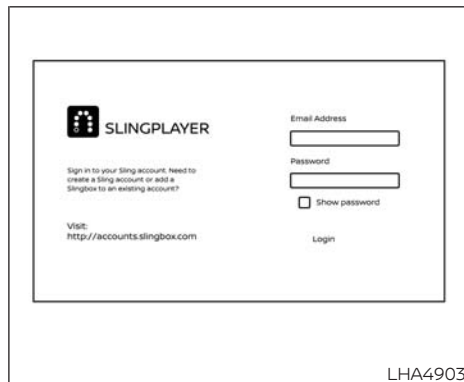 SLINGPLAYER
Sign in to your Sling account. Need to
create a Sling account or add a
Slingbox to an existing account?
Visit:
http://accounts.slingbox.com
Email Address
Password
Show password
Login
LHA4903